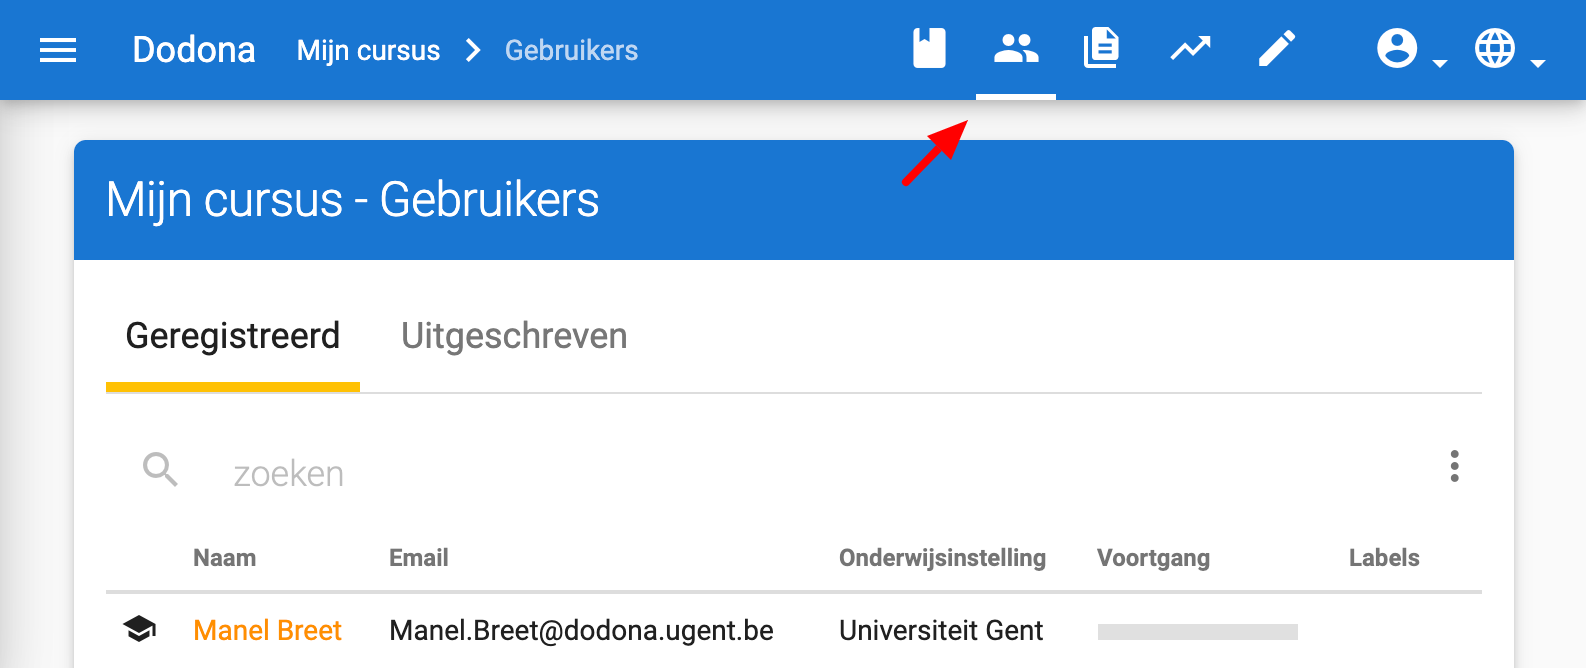 Dodona Mijn cursus Gebruikers
Mijn cursus - Gebruikers
Geregistreerd Uitgeschreven
zoeken
Naam Email Onderwijsinstelling Voortgang Labels
Manel Breet Manel.Breet@dodona.ugent.be Universiteit Gent